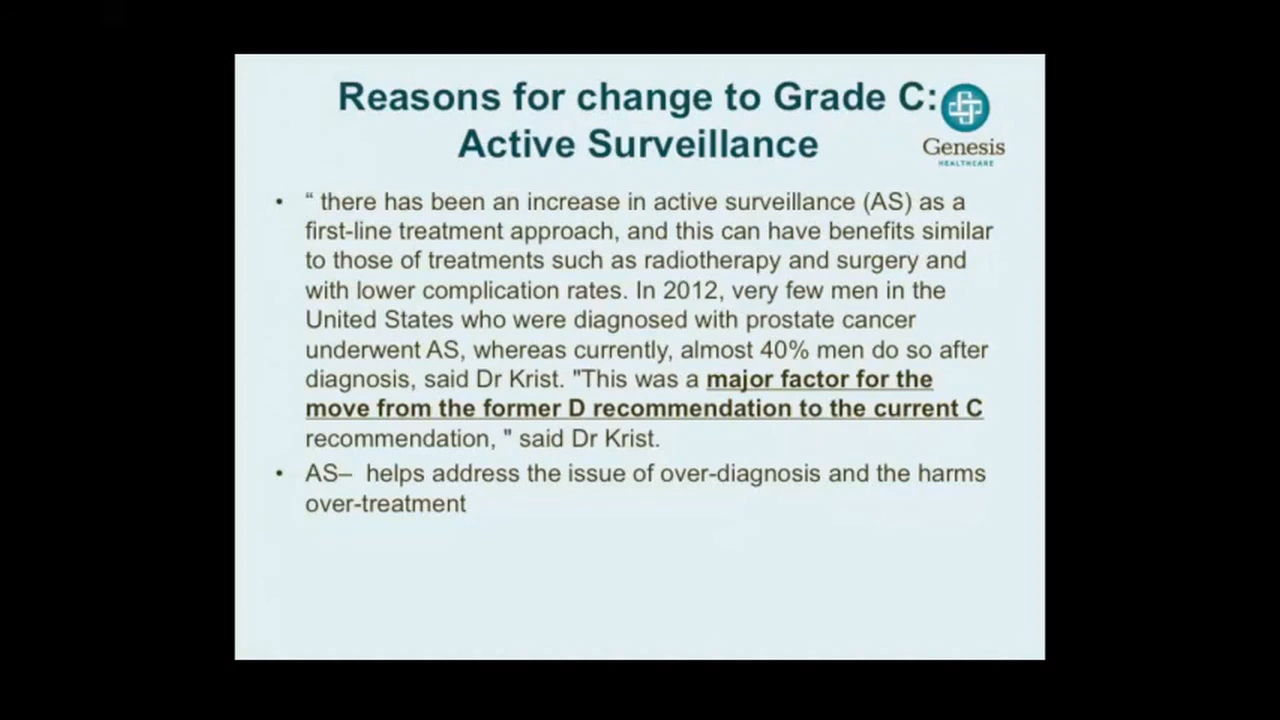 Reasons for change to Grade C:
Active Surveillance
Genesis
HEALTHCARE
• “ there has been an increase in active surveillance (AS) as a
first-line treatment approach, and this can have benefits similar
to those of treatments such as radiotherapy and surgery and
with lower complication rates. In 2012, very few men in the
United States who were diagnosed with prostate cancer
underwent AS, whereas currently, almost 40% men do so after
diagnosis, said Dr Krist. "This was a major factor for the
move from the former D recommendation to the current C
recommendation, " said Dr Krist.
• AS– helps address the issue of over-diagnosis and the harms
over-treatment